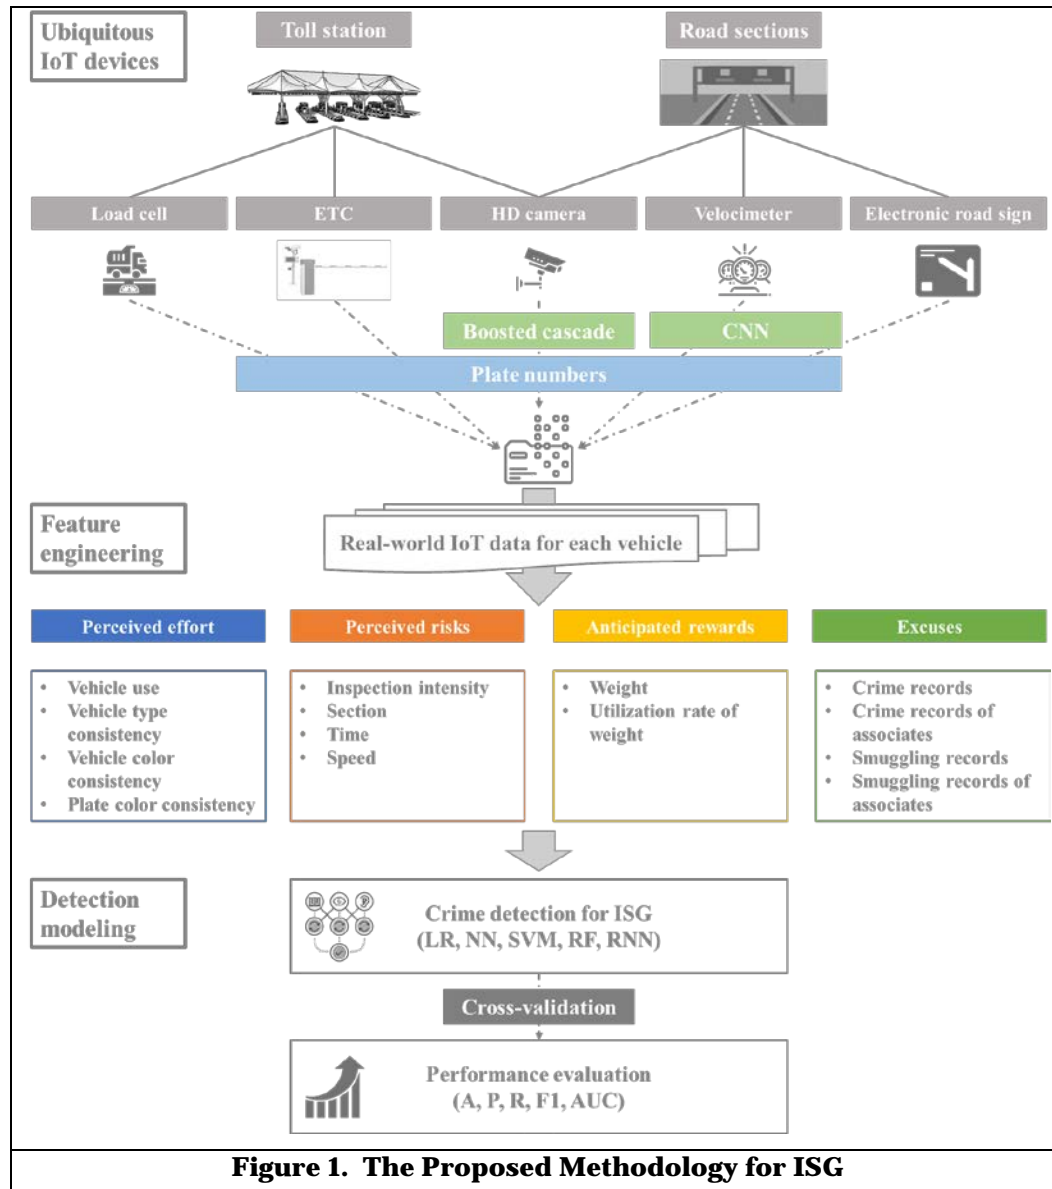 Ubiquitous
IoT devices
Toll station
Road sections
Load cell
ETC
HD camera
Velocimeter
Electronic road sign
Boosted cascade
CNN
Plate numbers
Feature
engineering
Real-world IoT data for each vehicle
Perceived effort
Perceived risks
Anticipated rewards
Excuses
• Vehicle use
• Vehicle type
consistency
• Vehicle color
consistency
• Plate color consistency
• Inspection intensity
• Section
• Time
• Speed
• Weight
• Utilization rate of
weight
• Crime records
• Crime records of
associates
• Smuggling records
• Smuggling records of
associates
Detection
modeling
Crime detection for ISG
(LR, NN, SVM, RF, RNN)
Cross-validation
Performance evaluation
(A, P, R, F1, AUC)
Figure 1. The Proposed Methodology for ISG